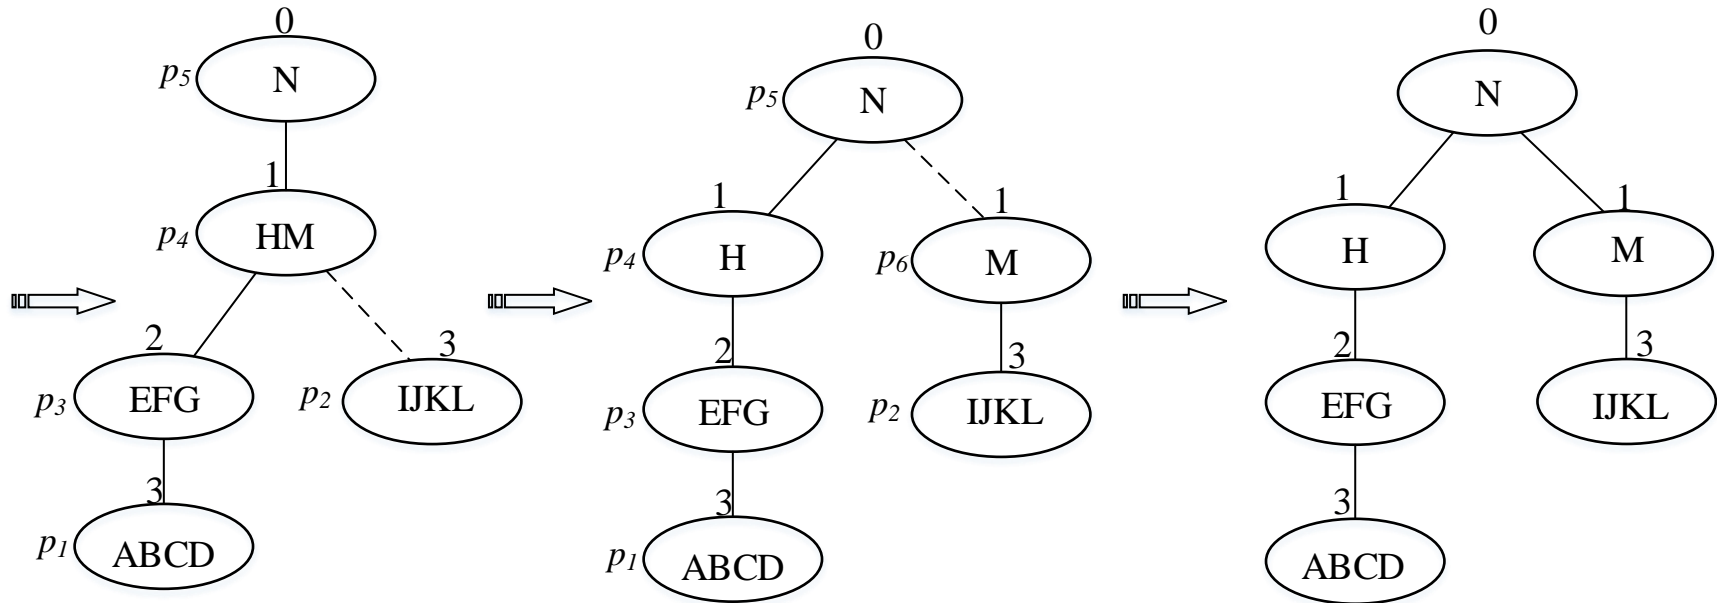 0
p5 N
1
p4 HM
2
3
p3 EFG
p2 IJKL
3
p1 ABCD
0
p5 N
1
1
p4 H
p6 M
2
3
p3 EFG
p2 IJKL
3
p1 ABCD
0
N
1
1
H
M
2
3
EFG
IJKL
3
ABCD